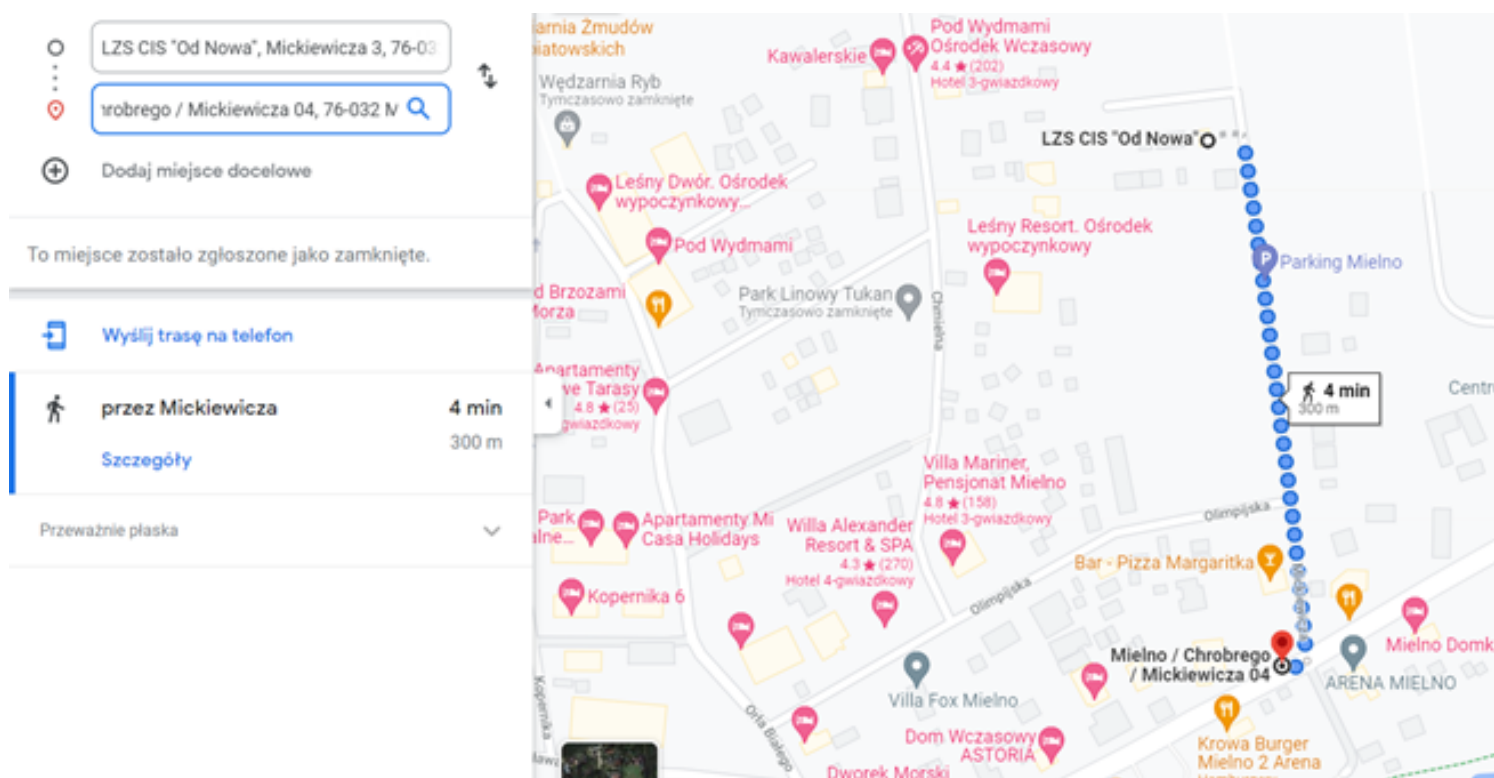 LZS CIS "Od Nowa", Mickiewicza 3, 76-03
hrobrego / Mickiewicza 04, 76-032 M
Dodaj miejsce docelowe
To miejsce zostało zgłoszone jako zamknięte.
Wyślij trasę na telefon
przez Mickiewicza
4 min
300 m
Szczegóły
Przeważnie płaska
arnia Żmudów
iatowskich
Wędzarnia Ryb
Tymczasowo zamknięte
Kawalerskie
Pod Wydmami
Ośrodek Wczasowy
4.4 ★ (202)
Hotel 3-gwiazdkowy
LZS CIS "Od Nowa"
Leśny Dwór. Ośrodek
wypoczynkowy...
Pod Wydmami
Leśny Resort. Ośrodek
wypoczynkowy
P
Parking Mielno
d Brzozami
Morza
Park Linowy Tukan
Tymczasowo zamknięte
Chmielna
Apartamenty
we Tarasy
4.8 ★ (25)
gwiazdkowy
4 min
300 m
Centr
Villa Mariner,
Pensjonat Mielno
4.8 ★ (158)
Hotel 3-gwiazdkowy
Olimpijska
Park
alne...
Apartamenty Mi
Casa Holidays
Willa Alexander
Resort & SPA
4.3 ★ (270)
Hotel 4-gwiazdkowy
Bar - Pizza Margaritka
Kopernika 6
Olimpijska
Mielno / Chrobrego
/ Mickiewicza 04
Mielno Domk
ARENA MIELNO
Villa Fox Mielno
Kopernika
Orła Białego
Dom Wczasowy
ASTORIA
Krowa Burger
Mielno 2 Arena
Hamburgery
Dworek Morski
ława